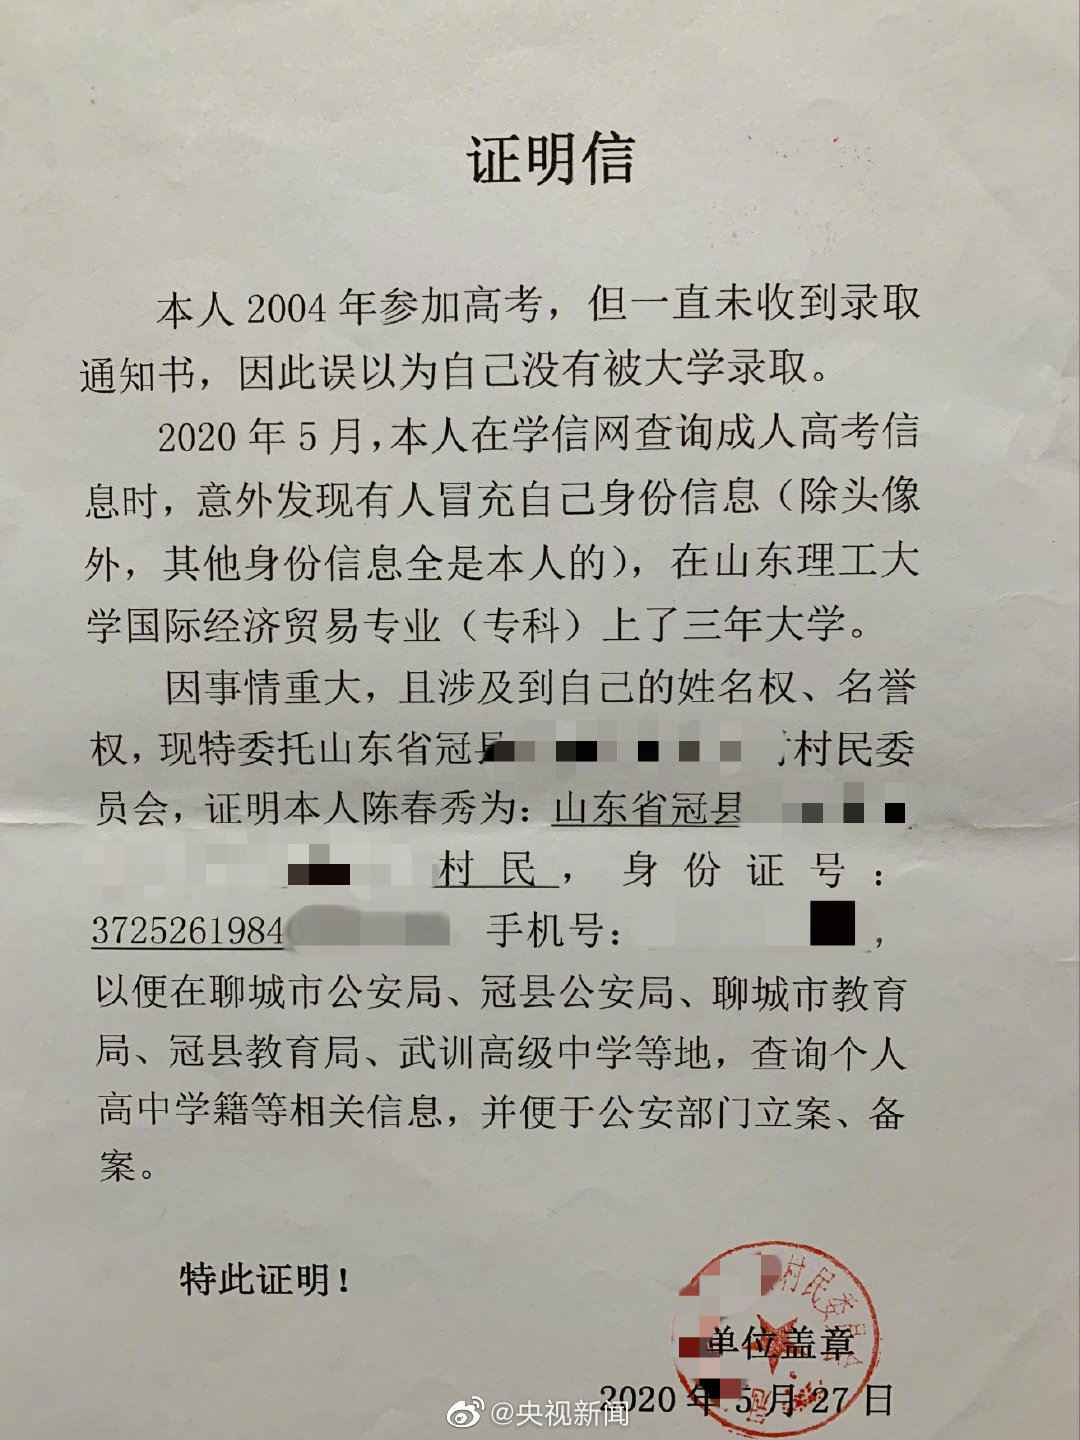 证明信
本人 2004 年参加高考，但一直未收到录取
通知书，因此误以为自己没有被大学录取。
2020 年 5 月，本人在学信网查询成人高考信
息时，意外发现有人冒充自己身份信息（除头像
外，其他身份信息全是本人的），在山东理工大
学国际经济贸易专业（专科）上了三年大学。
因事情重大，且涉及到自己的姓名权、名誉
权，现特委托山东省冠县 村民委
员会，证明本人陈春秀为：山东省冠县
村民，身份证号：
3725261984 手机号： ，
以便在聊城市公安局、冠县公安局、聊城市教育
局、冠县教育局、武训高级中学等地，查询个人
高中学籍等相关信息，并便于公安部门立案、备
案。
特此证明！
村民委员会
单位盖章
2020 年 5 月 27 日
@央视新闻